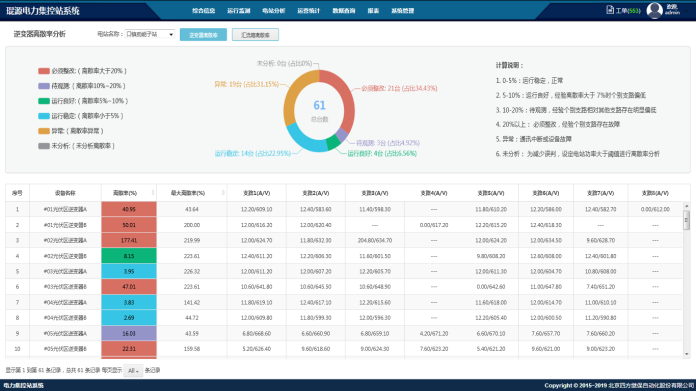 琨源电力集控站系统
综合信息 运行监测 电站分析 运营统计 数据查询 报表 系统管理
工单(553)
admin
逆变器离散率分析
电站名称:
逆变器离散率
汇流箱离散率
必须整改: ( 离散率大于20%)
待观测: ( 离散率10%~20%)
运行良好: ( 离散率5%~10%)
运行稳定: ( 离散率小于5%)
异常: ( 离散率异常)
未分析: ( 未分析离散率)
未分析: 0台 (占比0%)
异常: 19台 (占比31.15%)
必须整改: 21台 (占比34.43%)
61
总台数
待观测: 3台 (占比4.92%)
运行稳定: 14台 (占比22.95%)
运行良好: 4台 (占比6.56%)
计算说明:
1. 0-5%: 运行稳定，正常
2. 5-10%: 运行良好，经验离散率大于 7%时个别支路偏低
3. 10-20%: 待观测，经验个别支路相对其他支路存在明显偏低
4. 20%以上: 必须整改，经验个别支路存在故障
5. 异常: 通讯中断或设备故障
6. 未分析: 为减少误判，设定电站功率大于阈值进行离散率分析
序号 设备名称 离散率(%) 最大离散率(%) 支路1(A/V) 支路2(A/V) 支路3(A/V) 支路4(A/V) 支路5(A/V) 支路6(A/V) 支路7(A/V) 支路8(A/V)
1 #01光伏区逆变器A 40.95 43.64 12.20/609.10 12.40/583.60 11.40/598.30 ---- 11.80/610.20 12.20/586.00 12.40/582.70 0.00/612.00
2 #01光伏区逆变器B 50.01 200.00 12.00/616.20 12.00/620.40 ---- 0.00/617.20 12.20/615.20 12.40/618.30 ---- ----
3 #02光伏区逆变器A 177.41 219.99 12.00/624.70 11.80/632.30 204.80/634.70 ---- 12.00/624.20 12.00/634.50 9.60/628.70 ----
4 #02光伏区逆变器B 8.15 223.61 12.40/611.20 12.20/606.30 11.60/601.50 ---- 9.80/608.20 12.60/608.00 12.40/601.80 ----
5 #03光伏区逆变器A 3.95 226.32 12.00/611.20 12.00/607.20 12.20/605.70 ---- 12.00/611.30 12.00/604.70 10.80/608.00 ----
6 #03光伏区逆变器B 47.01 223.61 10.60/641.80 10.60/645.50 10.60/648.90 ---- 0.00/642.60 11.00/647.80 7.40/651.20 ----
7 #04光伏区逆变器A 3.83 141.42 11.80/619.10 12.40/617.10 12.20/615.60 ---- 11.60/618.00 12.00/614.70 11.00/610.10 ----
8 #04光伏区逆变器B 2.69 44.72 12.00/609.80 11.80/599.30 12.00/596.30 ---- 12.20/605.40 12.00/600.50 11.20/590.80 ----
9 #05光伏区逆变器A 16.03 43.59 6.80/668.60 6.60/660.90 6.80/659.10 4.20/671.20 6.60/670.10 7.60/657.70 7.60/660.20 ----
10 #05光伏区逆变器B 22.31 159.58 5.20/626.40 9.60/618.60 9.00/624.30 7.60/623.20 5.40/621.20 9.60/621.00 9.00/623.30 ----
显示第 1 到第 61 条记录，总共 61 条记录 每页显示 All 条记录
电力集控站系统
Copyright © 2015-2019 北京四方继保自动化股份有限公司